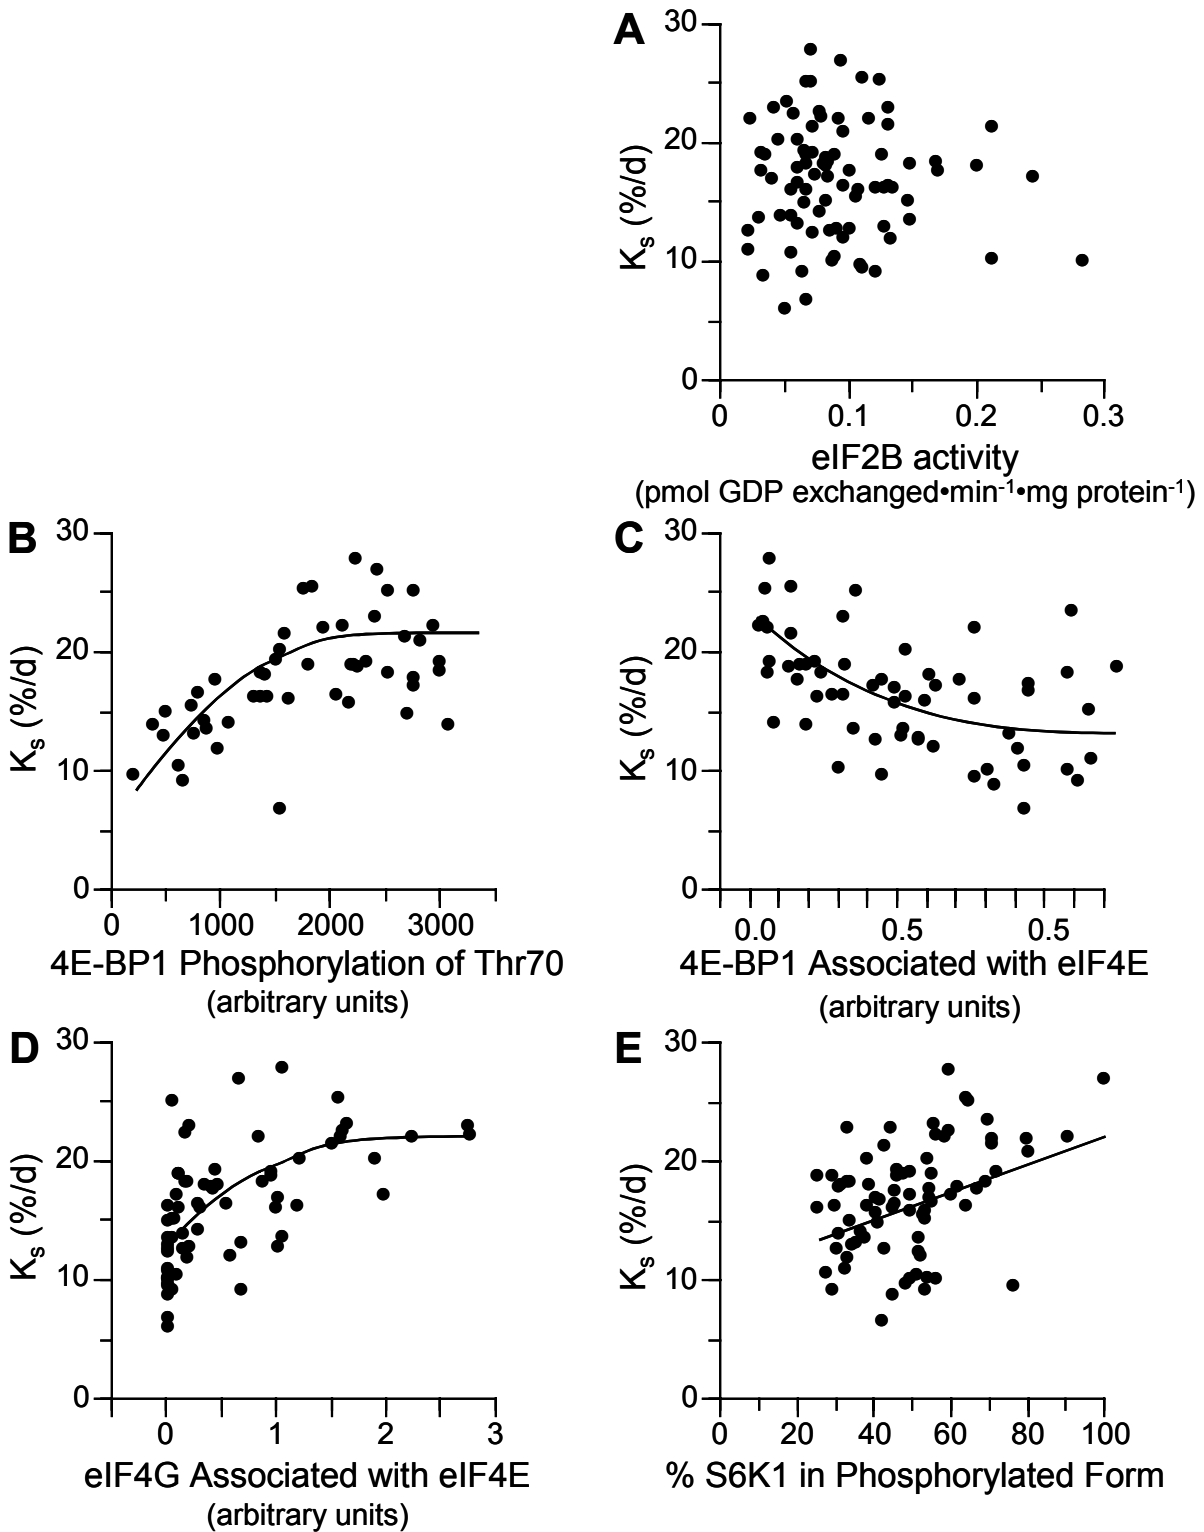 A
30
20
10
0
Ks (%/d)
0 0.1 0.2 0.3
eIF2B activity
(pmol GDP exchanged•min-1•mg protein-1)
B
30
20
10
0
Ks (%/d)
0 1000 2000 3000
4E-BP1 Phosphorylation of Thr70
(arbitrary units)
C
30
20
10
0
Ks (%/d)
0.0 0.5 0.5
4E-BP1 Associated with eIF4E
(arbitrary units)
D
30
20
10
0
Ks (%/d)
0 1 2 3
eIF4G Associated with eIF4E
(arbitrary units)
E
30
20
10
0
Ks (%/d)
0 20 40 60 80 100
% S6K1 in Phosphorylated Form